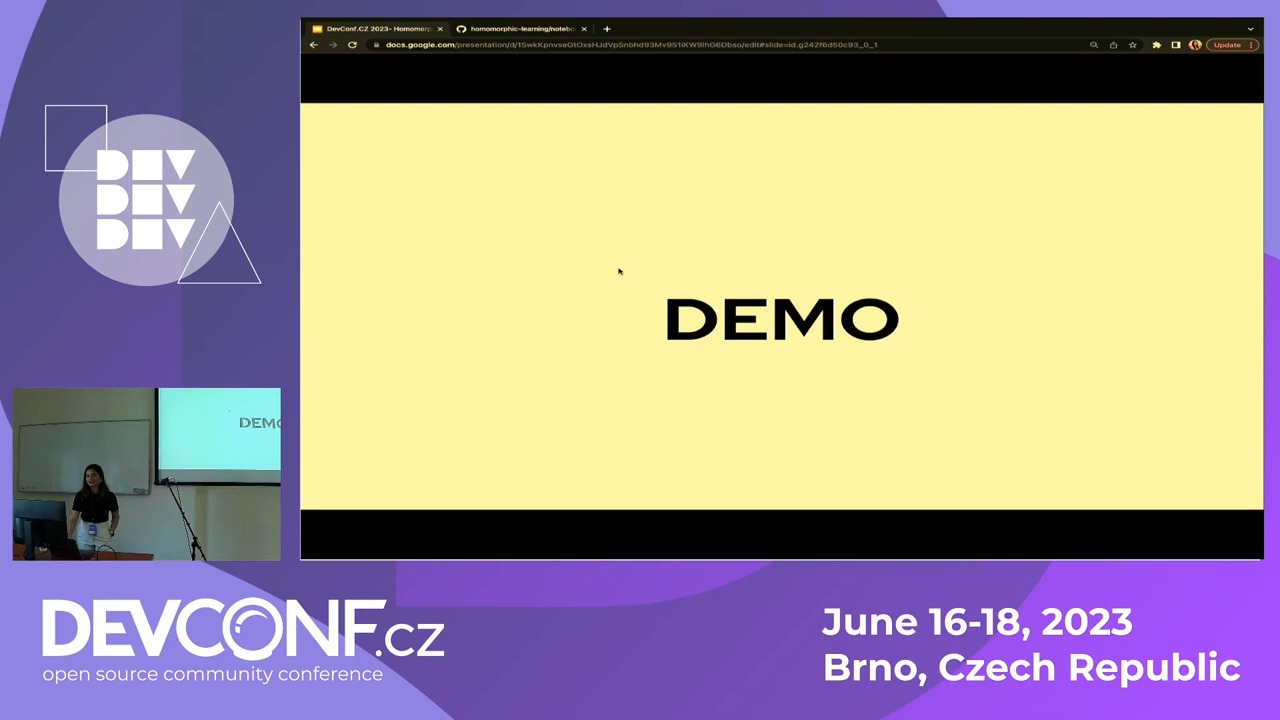 DevConf.CZ 2023- Homomorp
homomorphic-learning/notebo
Update
DEV
DEV
DEV
DEMO
DEMO
DEVCONF.cz
open source community conference
June 16-18, 2023
Brno, Czech Republic